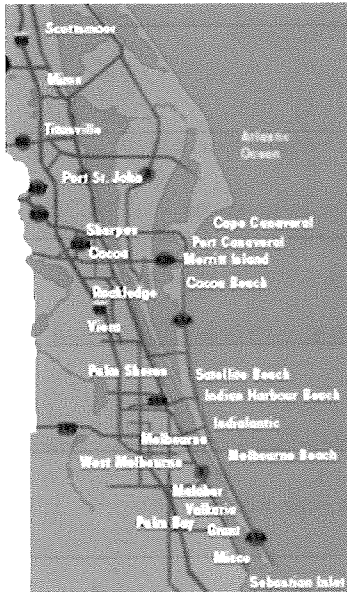 Scottsmoor
Mims
Titusville
Atlantic
Ocean
Port St. John
Cape Canaveral
Sharpes
Port Canaveral
Cocoa
Merritt Island
Cocoa Beach
Rockledge
Viera
Palm Shores
Satellite Beach
Indian Harbour Beach
Indialantic
Melbourne
Melbourne Beach
West Melbourne
Malabar
Valkaria
Palm Bay
Grant
Micco
Sebastian Inlet